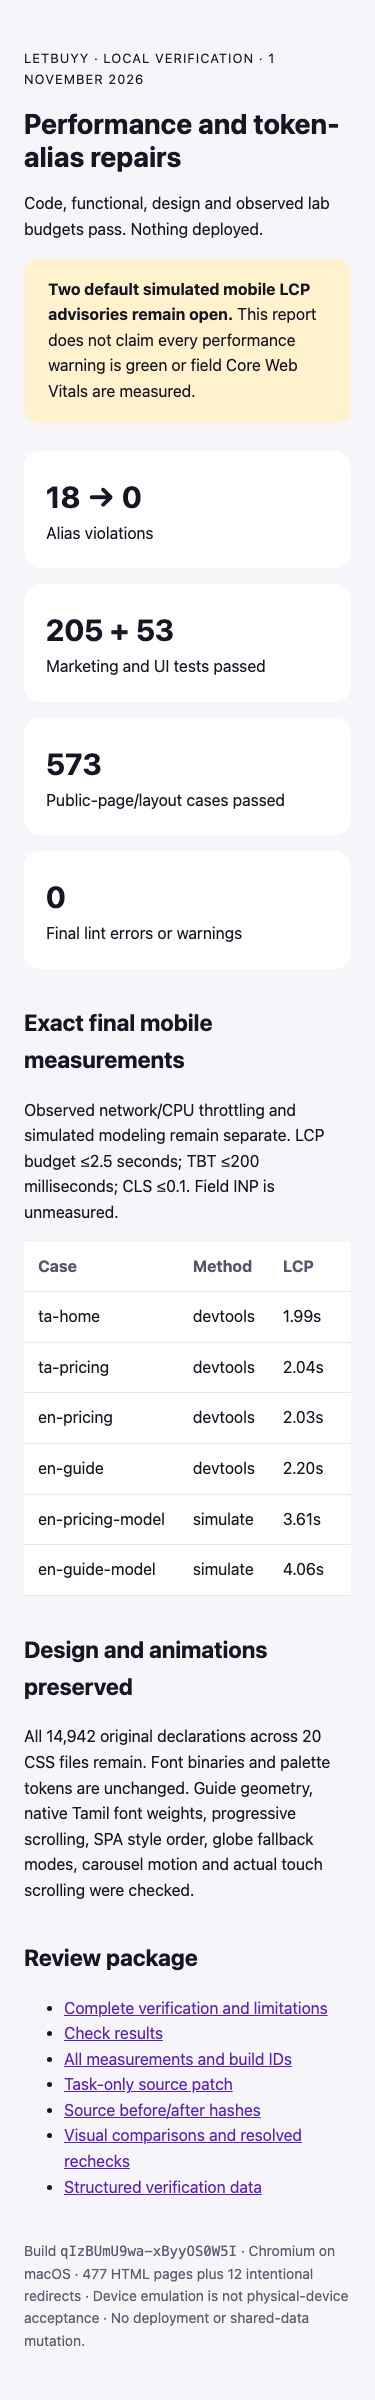 LETBUYY · LOCAL VERIFICATION · 1
NOVEMBER 2026
Performance and token-
alias repairs
Code, functional, design and observed lab
budgets pass. Nothing deployed.
Two default simulated mobile LCP
advisories remain open. This report
does not claim every performance
warning is green or field Core Web
Vitals are measured.
18 → 0
Alias violations
205 + 53
Marketing and UI tests passed
573
Public-page/layout cases passed
0
Final lint errors or warnings
Exact final mobile
measurements
Observed network/CPU throttling and
simulated modeling remain separate. LCP
budget ≤2.5 seconds; TBT ≤200
milliseconds; CLS ≤0.1. Field INP is
unmeasured.
Case Method LCP
ta-home devtools 1.99s
ta-pricing devtools 2.04s
en-pricing devtools 2.03s
en-guide devtools 2.20s
en-pricing-model simulate 3.61s
en-guide-model simulate 4.06s
Design and animations
preserved
All 14,942 original declarations across 20
CSS files remain. Font binaries and palette
tokens are unchanged. Guide geometry,
native Tamil font weights, progressive
scrolling, SPA style order, globe fallback
modes, carousel motion and actual touch
scrolling were checked.
Review package
• Complete verification and limitations
• Check results
• All measurements and build IDs
• Task-only source patch
• Source before/after hashes
• Visual comparisons and resolved
rechecks
• Structured verification data
Build qIzBUmU9wa-xByyOS0W5I · Chromium on
macOS · 477 HTML pages plus 12 intentional
redirects · Device emulation is not physical-device
acceptance · No deployment or shared-data
mutation.